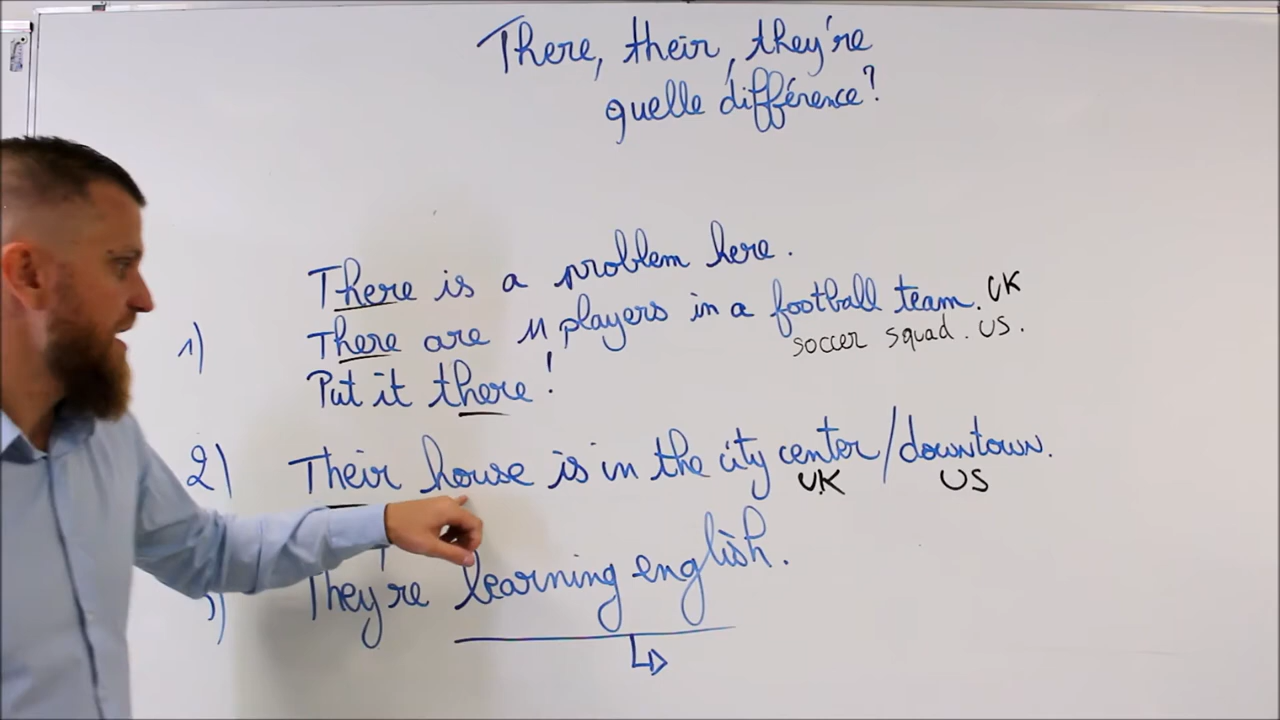 There, their, they're
quelle différence?
There is a problem here.
1) There are 11 players in a football team. UK
soccer squad. US.
Put it there!
2) Their house is in the city center/downtown.
UK US
3) They're learning english.